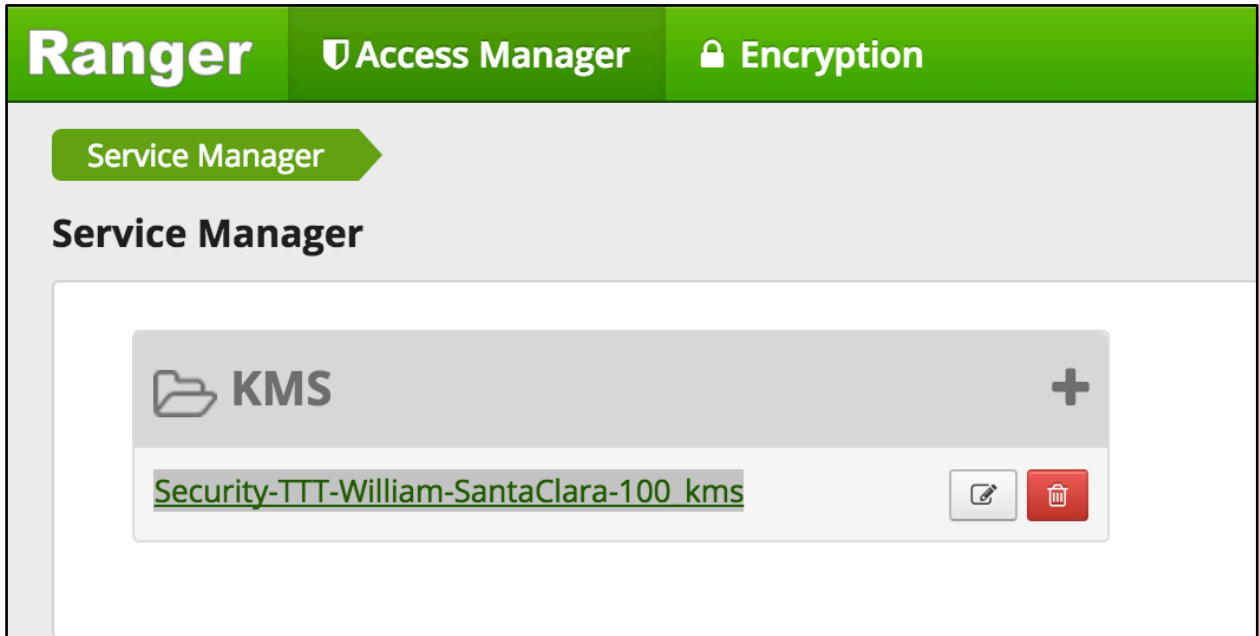 Ranger Access Manager Encryption
Service Manager
Service Manager
KMS
Security-TTT-William-SantaClara-100_kms